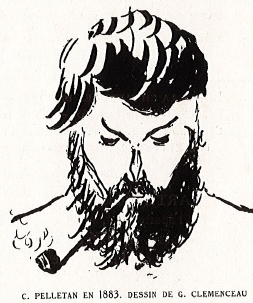 C. PELLETAN EN 1883. DESSIN DE G. CLEMENCEAU